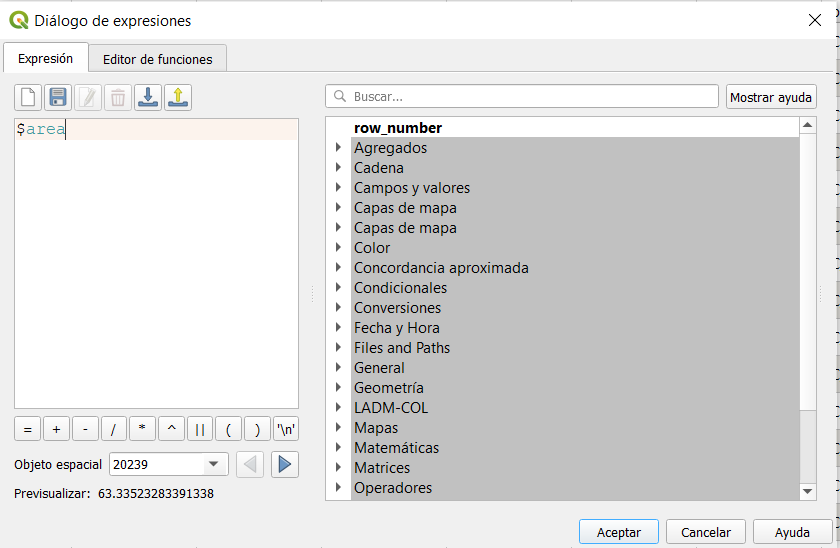 Diálogo de expresiones
Expresión
Editor de funciones
$area
=
+
-
/
*
^
||
(
)
'\n'
Objeto espacial
20239
Previsualizar: 63.33523283391338
Buscar...
Mostrar ayuda
row_number
Agregados
Cadena
Campos y valores
Capas de mapa
Capas de mapa
Color
Concordancia aproximada
Condicionales
Conversiones
Fecha y Hora
Files and Paths
General
Geometría
LADM-COL
Mapas
Matemáticas
Matrices
Operadores
Aceptar
Cancelar
Ayuda